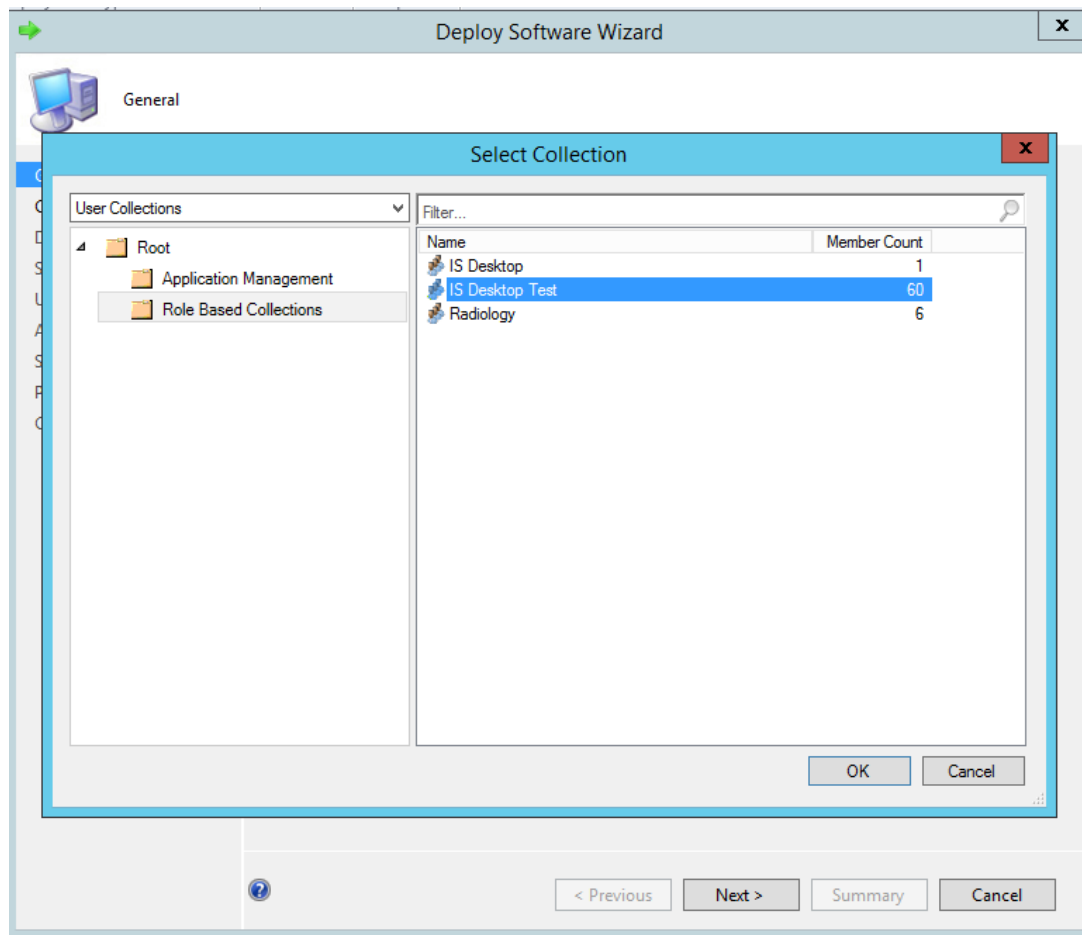 Deploy Software Wizard
x
General
Select Collection
x
User Collections
Filter...
Root
Application Management
Role Based Collections
Name Member Count
IS Desktop 1
IS Desktop Test 60
Radiology 6
OK Cancel
< Previous Next > Summary Cancel